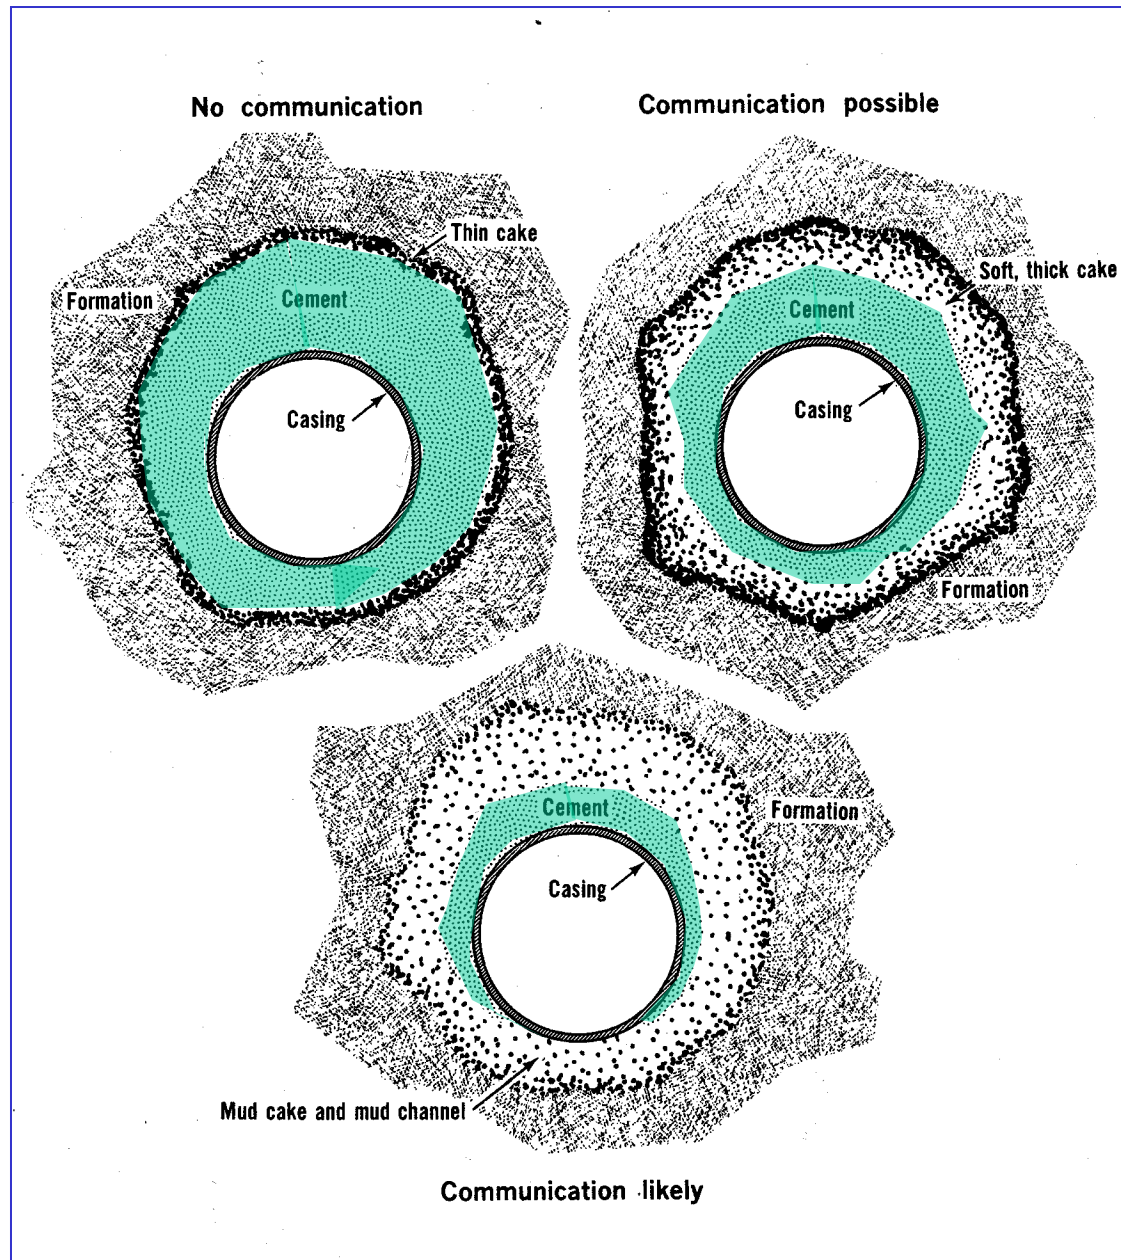 No communication
Communication possible
Thin cake
Formation
Cement
Casing
Soft, thick cake
Cement
Casing
Formation
Cement
Formation
Casing
Mud cake and mud channel
Communication likely